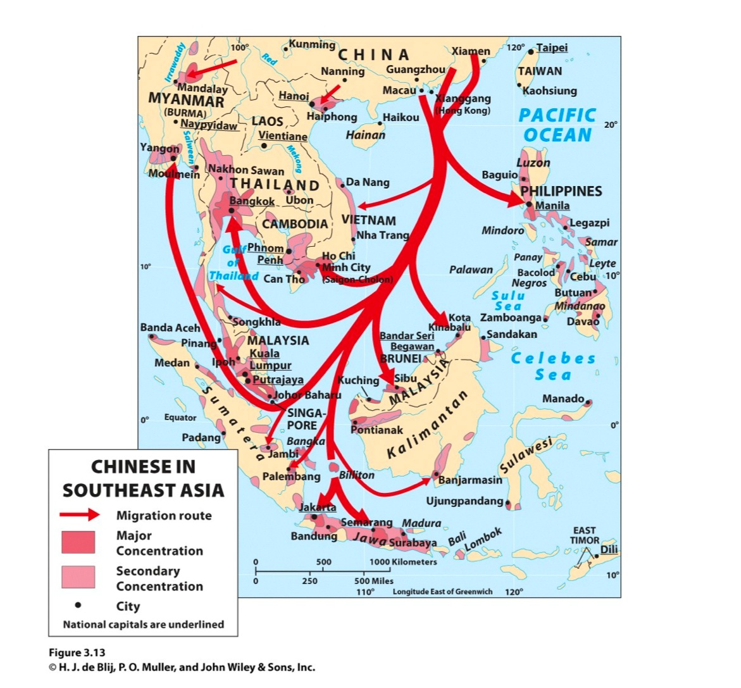 100°
Kunming
CHINA
Xiamen
120°
Taipei
Irrawaddy
Red
Nanning
Guangzhou
TAIWAN
Mandalay
Hanoi
Macau
Xianggang
(Hong Kong)
Kaohsiung
MYANMAR
(BURMA)
Haiphong
Haikou
PACIFIC
OCEAN
Naypyidaw
LAOS
Vientiane
Hainan
20°
Yangon
Salween
Mekong
Moulmein
Nakhon Sawan
Luzon
Baguio
THAILAND
Da Nang
PHILIPPINES
Bangkok
Ubon
Manila
CAMBODIA
VIETNAM
Legazpi
Mindoro
Nha Trang
Samar
Gulf
of
Thailand
Phnom
Penh
Ho Chi
Minh City
(Saigon-Cholon)
Panay
Leyte
10°
Palawan
Bacolod
Cebu
10°
Can Tho
Negros
Sulu
Sea
Butuan
Mindanao
Songkhla
Kota
Kinabalu
Zamboanga
Davao
Banda Aceh
Pinang
MALAYSIA
Bandar Seri
Begawan
Sandakan
Kuala
Lumpur
BRUNEI
Celebes
Sea
Medan
Ipoh
Putrajaya
Kuching
Sibu
MALAYSIA
Johor Baharu
Manado
Sumatera
SINGA-
PORE
0°
Equator
Pontianak
Kalimantan
0°
Padang
Bangka
Sulawesi
Jambi
Palembang
Billiton
Banjarmasin
Ujungpandang
Jakarta
Semarang
Madura
Bandung
Jawa
Surabaya
Bali
Lombok
EAST
TIMOR
Dili
0 500 1000 Kilometers
0 250 500 Miles
10°
110°
Longitude East of Greenwich
120°
CHINESE IN
SOUTHEAST ASIA
Migration route
Major
Concentration
Secondary
Concentration
City
National capitals are underlined
Figure 3.13
© H. J. de Blij, P. O. Muller, and John Wiley & Sons, Inc.